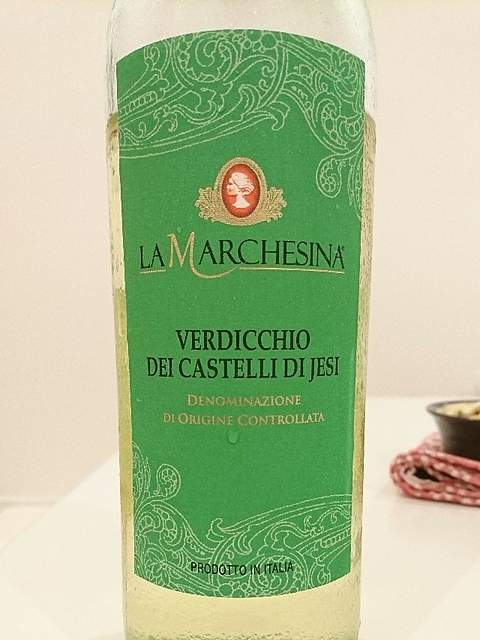 LA MARCHESINA®
VERDICCHIO
DEI CASTELLI DI JESI
DENOMINAZIONE
DI ORIGINE CONTROLLATA
PRODOTTO IN ITALIA